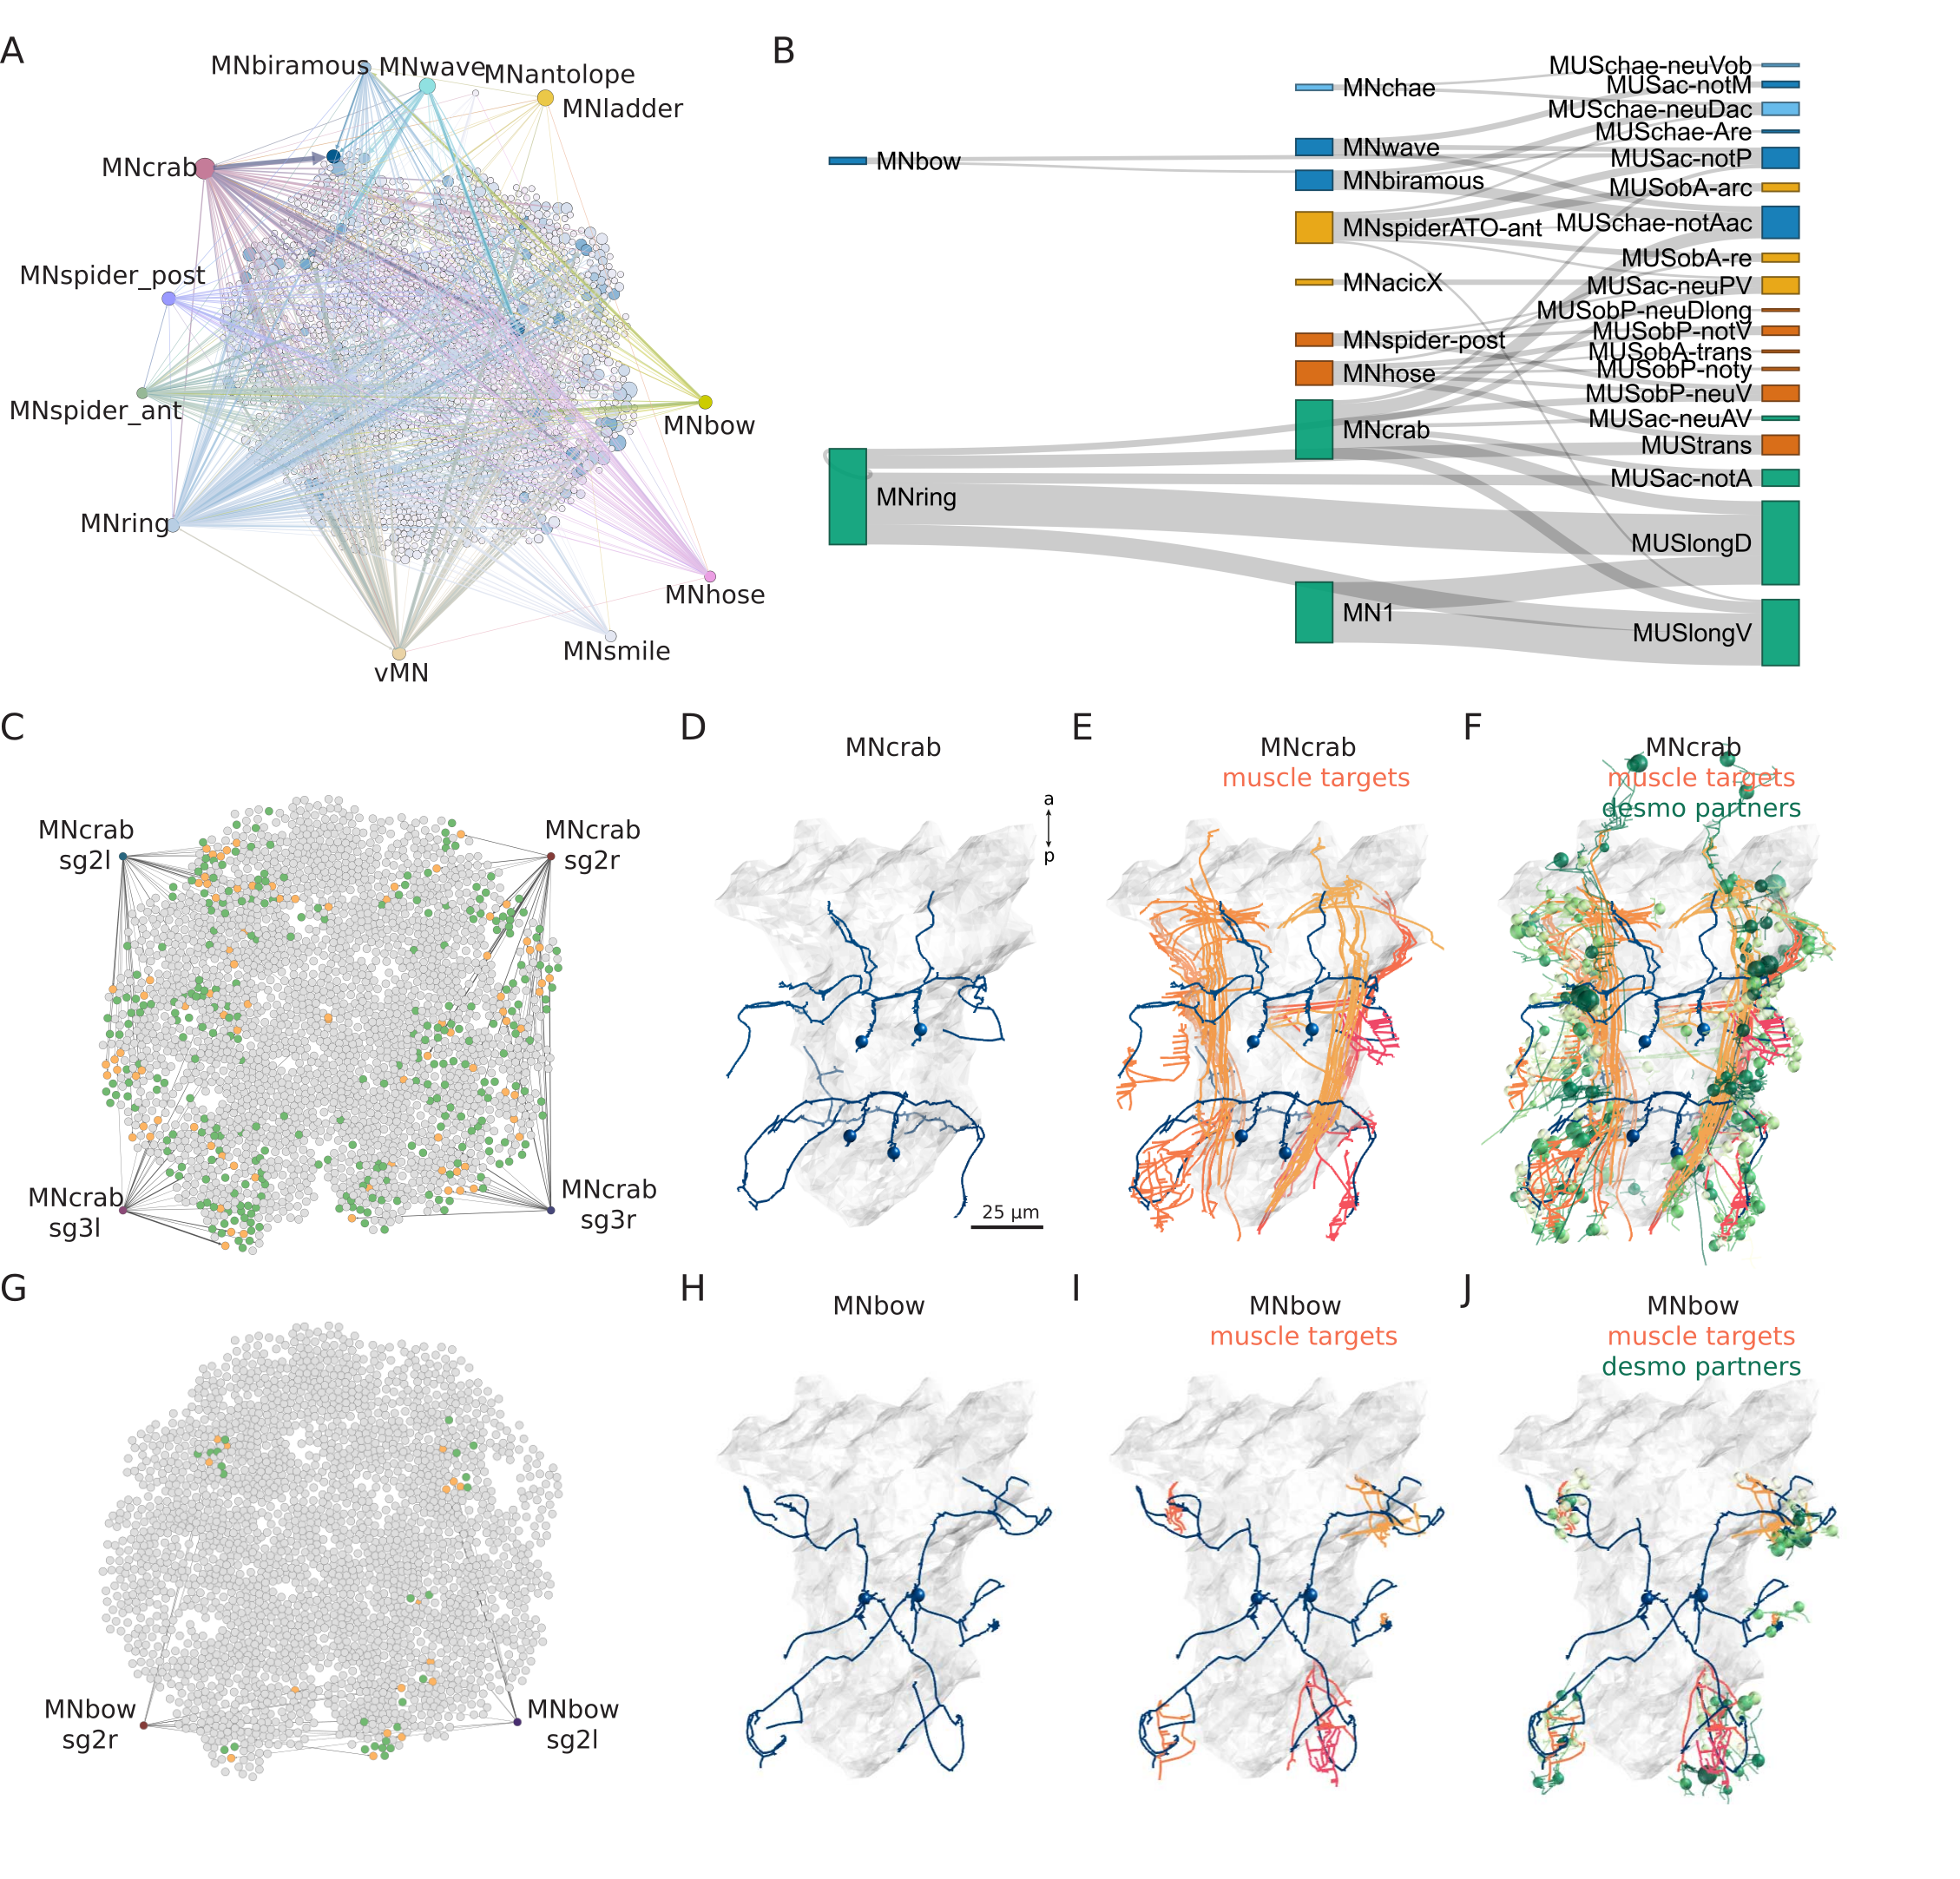 A
MNbiramous
MNwave
MNantolope
MNladder
MNcrab
MNspider_post
MNspider_ant
MNbow
MNring
MNhose
MNsmile
vMN
B
MNbow
MNring
MNchae
MNwave
MNbiramous
MNspiderATO-ant
MNacicX
MNspider-post
MNhose
MNcrab
MN1
MUSchae-neuVob
MUSac-notM
MUSchae-neuDac
MUSchae-Are
MUSac-notP
MUSobA-arc
MUSchae-notAac
MUSobA-re
MUSac-neuPV
MUSobP-neuDlong
MUSobP-notV
MUSobA-trans
MUSobP-noty
MUSobP-neuV
MUSac-neuAV
MUStrans
MUSac-notA
MUSlongD
MUSlongV
C
MNcrab
sg2l
MNcrab
sg2r
MNcrab
sg3l
MNcrab
sg3r
D
MNcrab
a
p
25 µm
E
MNcrab
muscle targets
F
MNcrab
muscle targets
desmo partners
G
MNbow
sg2r
MNbow
sg2l
H
MNbow
I
MNbow
muscle targets
J
MNbow
muscle targets
desmo partners